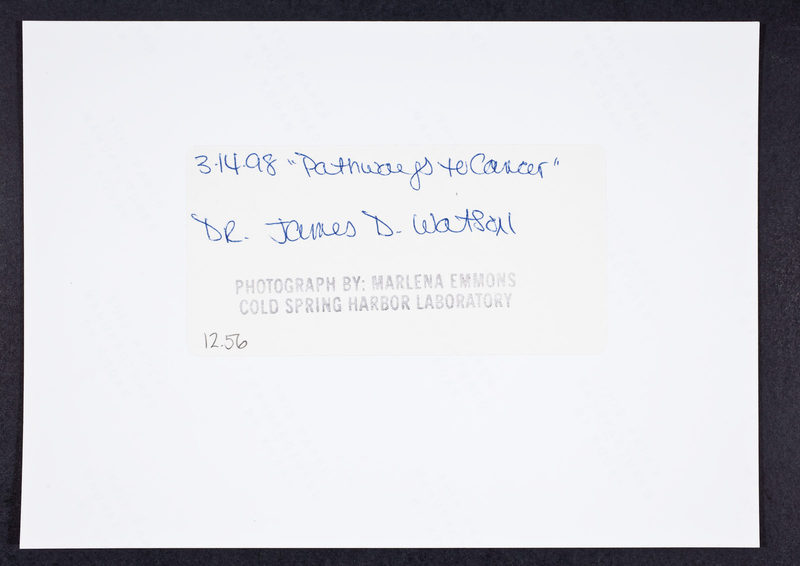 3·14·98 "Pathways to Cancer"
DR. James D. Watson
PHOTOGRAPH BY: MARLENA EMMONS
COLD SPRING HARBOR LABORATORY
12.56